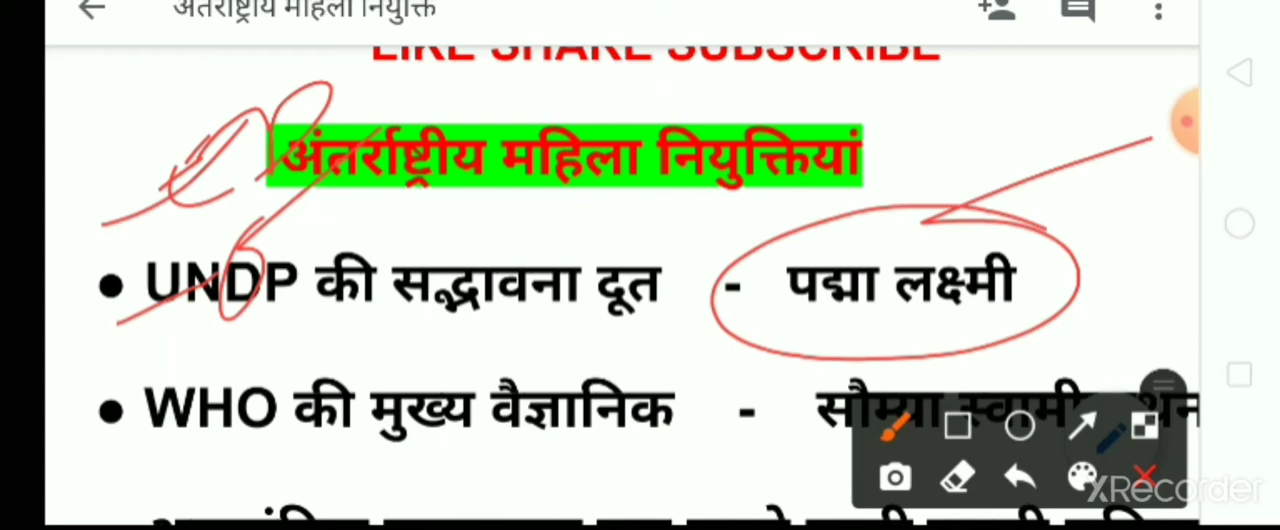 अंतर्राष्ट्रीय महिला नियुक्ति
LIKE SHARE SUBSCRIBE
अंतर्राष्ट्रीय महिला नियुक्तियां
● UNDP की सद्भावना दूत - पद्मा लक्ष्मी
● WHO की मुख्य वैज्ञानिक - सौम्या स्वामी
XRecorder